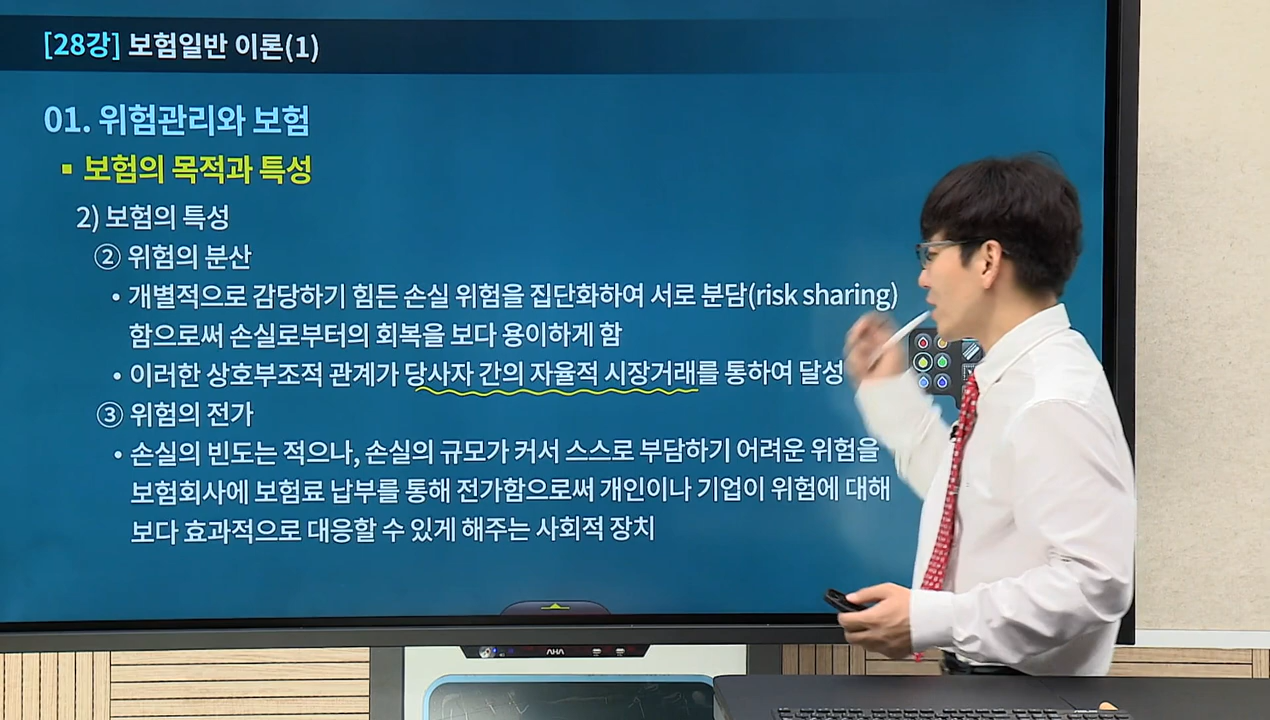 [28강] 보험일반 이론(1)
01. 위험관리와 보험
▪ 보험의 목적과 특성
2) 보험의 특성
② 위험의 분산
• 개별적으로 감당하기 힘든 손실 위험을 집단화하여 서로 분담(risk sharing)
함으로써 손실로부터의 회복을 보다 용이하게 함
• 이러한 상호부조적 관계가 당사자 간의 자율적 시장거래를 통하여 달성
③ 위험의 전가
• 손실의 빈도는 적으나, 손실의 규모가 커서 스스로 부담하기 어려운 위험을
보험회사에 보험료 납부를 통해 전가함으로써 개인이나 기업이 위험에 대해
보다 효과적으로 대응할 수 있게 해주는 사회적 장치
AHA